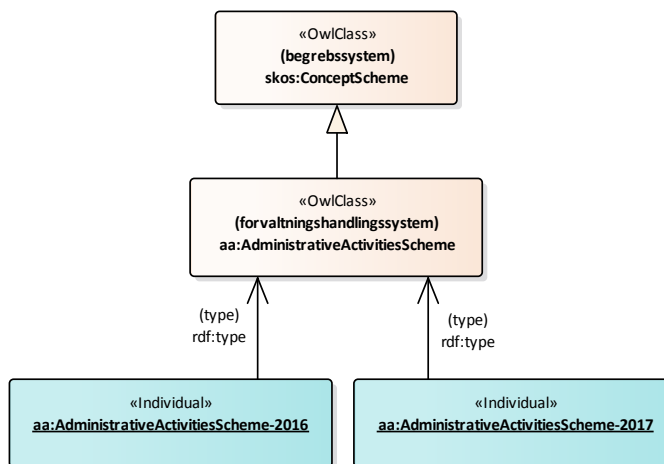 «OwlClass»
(begrebssystem)
skos:ConceptScheme
«OwlClass»
(forvaltningshandlingssystem)
aa:AdministrativeActivitiesScheme
(type)
rdf:type
(type)
rdf:type
«Individual»
aa:AdministrativeActivitiesScheme-2016
«Individual»
aa:AdministrativeActivitiesScheme-2017